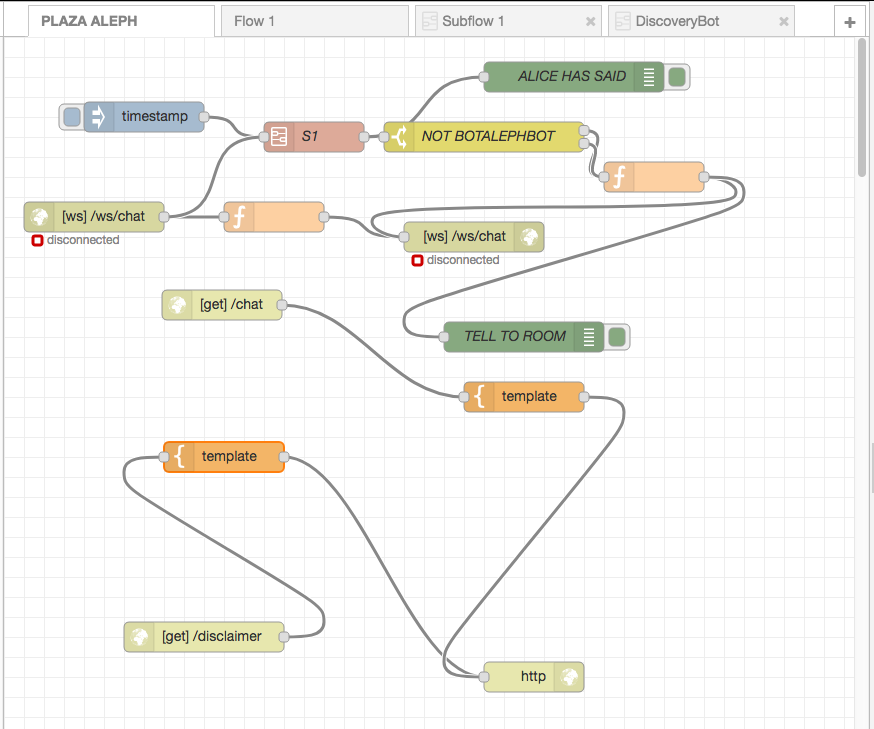 PLAZA ALEPH
Flow 1
Subflow 1
DiscoveryBot
ALICE HAS SAID
timestamp
S1
NOT BOTALEPHBOT
[ws] /ws/chat
disconnected
[ws] /ws/chat
disconnected
[get] /chat
TELL TO ROOM
template
template
[get] /disclaimer
http